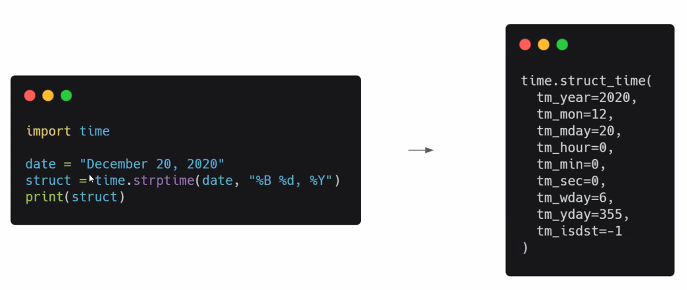 import time
date = "December 20, 2020"
struct = time.strptime(date, "%B %d, %Y")
print(struct)
time.struct_time(
tm_year=2020,
tm_mon=12,
tm_mday=20,
tm_hour=0,
tm_min=0,
tm_sec=0,
tm_wday=6,
tm_yday=355,
tm_isdst=-1
)